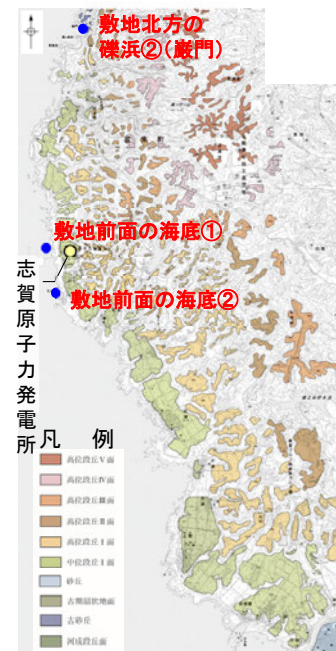 敷地北方の
礫浜②(巌門)
敷地前面の海底①
敷地前面の海底②
志賀原子力発電所
凡 例
高位段丘Ⅴ面
高位段丘Ⅳ面
高位段丘Ⅲ面
高位段丘Ⅱ面
高位段丘Ⅰ面
中位段丘Ⅰ面
砂丘
古期扇状地面
古砂丘
河成段丘面